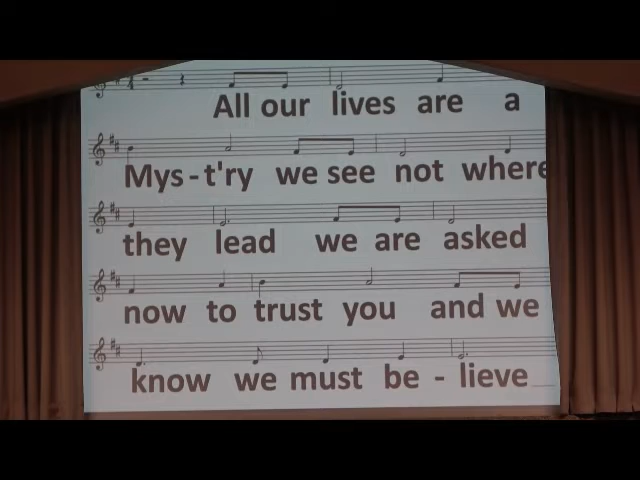 All our lives are a
Mys-t'ry we see not where
they lead we are asked
now to trust you and we
know we must be - lieve